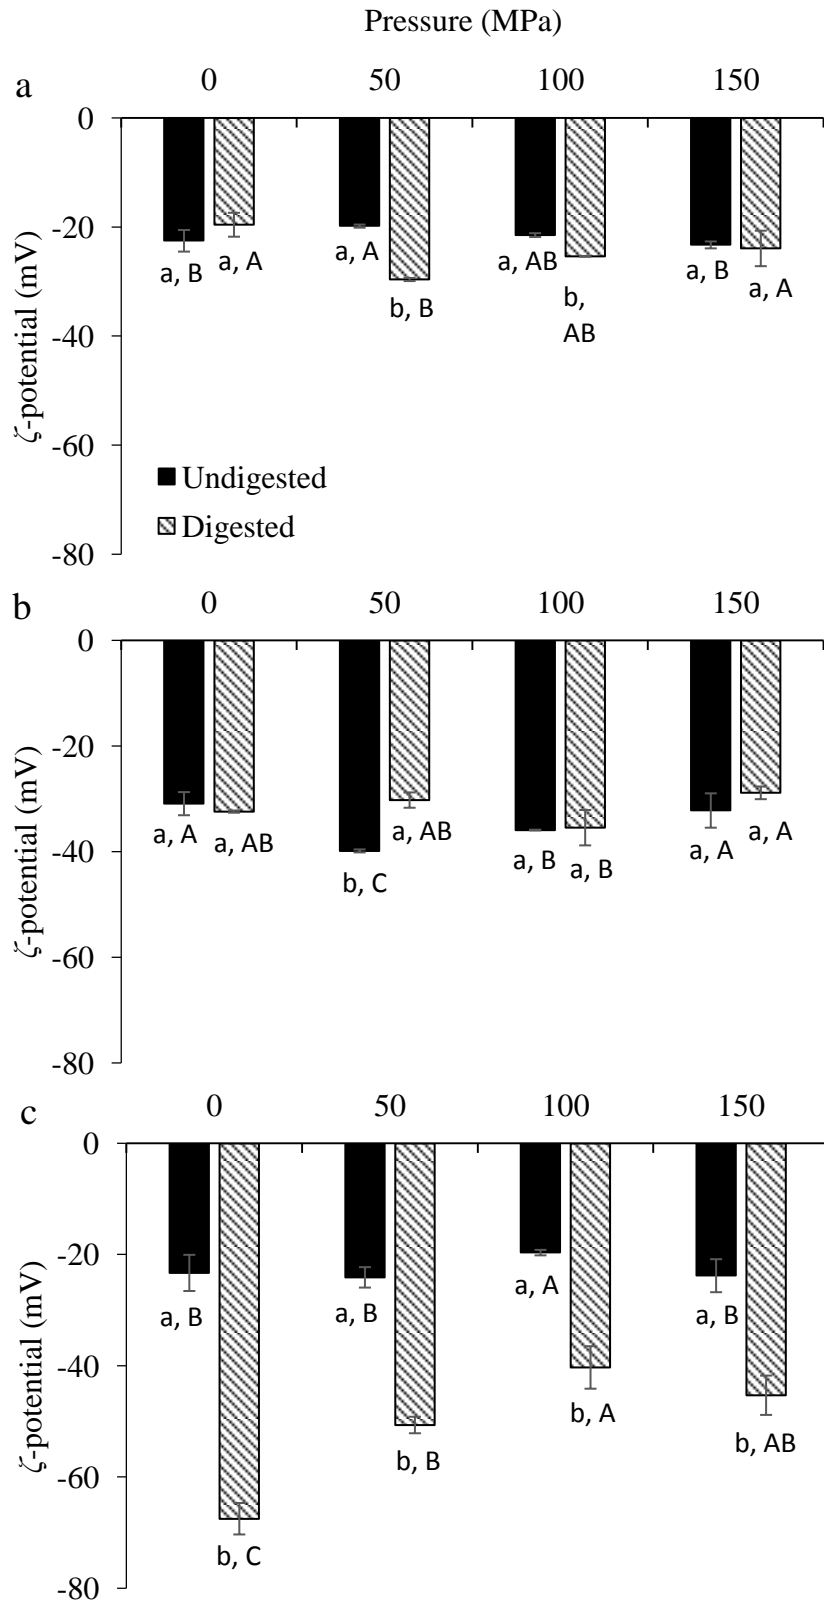 Pressure (MPa)
a
0 50 100 150
0
-20
-40
-60
-80
ζ-potential (mV)
a, B
a, A
a, A
b, B
a, AB
b,
AB
a, B
a, A
Undigested
Digested
b
0 50 100 150
0
-20
-40
-60
-80
ζ-potential (mV)
a, A
a, AB
b, C
a, AB
a, B
a, B
a, A
a, A
c
0 50 100 150
0
-20
-40
-60
-80
ζ-potential (mV)
a, B
b, C
a, B
b, B
a, A
b, A
a, B
b, AB